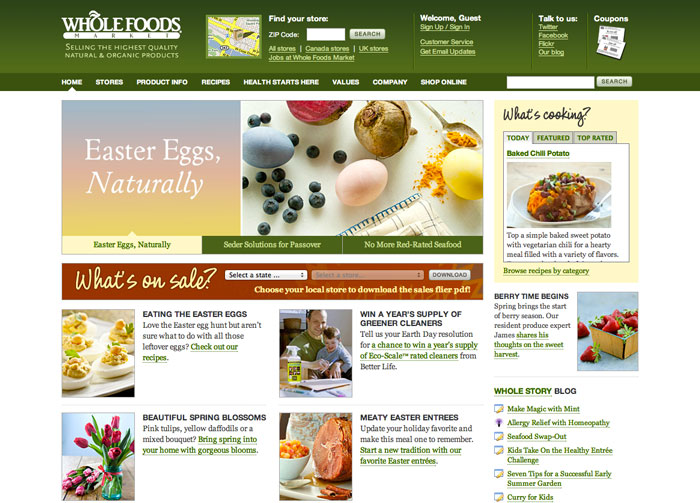 WHOLE FOODS
MARKET
SELLING THE HIGHEST QUALITY
NATURAL & ORGANIC PRODUCTS
Find your store:
ZIP Code: SEARCH
All stores | Canada stores | UK stores
Jobs at Whole Foods Market
Welcome, Guest
Sign Up / Sign In
Customer Service
Get Email Updates
Talk to us:
Twitter
Facebook
Flickr
Our blog
Coupons
HOME STORES PRODUCT INFO RECIPES HEALTH STARTS HERE VALUES COMPANY SHOP ONLINE SEARCH
Easter Eggs,
Naturally
Easter Eggs, Naturally Seder Solutions for Passover No More Red-Rated Seafood
What's on sale? Select a state ... Select a store ... DOWNLOAD
Choose your local store to download the sales flier pdf!
EATING THE EASTER EGGS
Love the Easter egg hunt but aren't
sure what to do with all those
leftover eggs? Check out our
recipes.
WIN A YEAR'S SUPPLY OF
GREENER CLEANERS
Tell us your Earth Day resolution
for a chance to win a year's supply
of Eco-Scale™ rated cleaners from
Better Life.
BEAUTIFUL SPRING BLOSSOMS
Pink tulips, yellow daffodils or a
mixed bouquet? Bring spring into
your home with gorgeous blooms.
MEATY EASTER ENTREES
Update your holiday favorite and
make this meal one to remember.
Start a new tradition with our
favorite Easter entrées.
What's cooking?
TODAY FEATURED TOP RATED
Baked Chili Potato
Top a simple baked sweet potato
with vegetarian chili for a hearty
meal filled with a variety of flavors.
Browse recipes by category
BERRY TIME BEGINS
Spring brings the start
of berry season. Our
resident produce expert
James shares his
thoughts on the sweet
harvest.
WHOLE STORY BLOG
Make Magic with Mint
Allergy Relief with Homeopathy
Seafood Swap-Out
Kids Take On the Healthy Entrée
Challenge
Seven Tips for a Successful Early
Summer Garden
Curry for Kids